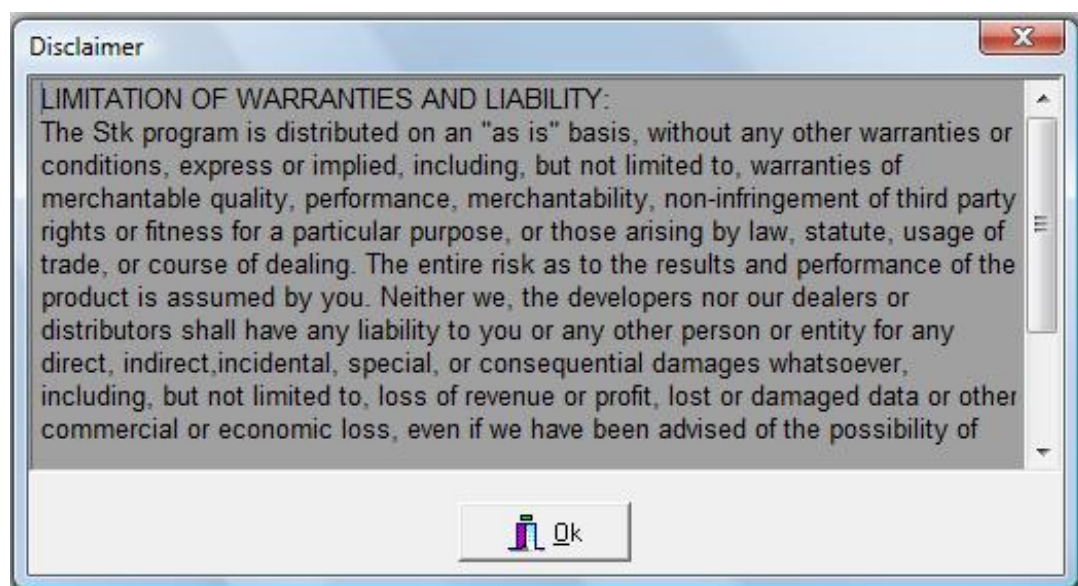 Disclaimer
LIMITATION OF WARRANTIES AND LIABILITY:
The Stk program is distributed on an "as is" basis, without any other warranties or
conditions, express or implied, including, but not limited to, warranties of
merchantable quality, performance, merchantability, non-infringement of third party
rights or fitness for a particular purpose, or those arising by law, statute, usage of
trade, or course of dealing. The entire risk as to the results and performance of the
product is assumed by you. Neither we, the developers nor our dealers or
distributors shall have any liability to you or any other person or entity for any
direct, indirect,incidental, special, or consequential damages whatsoever,
including, but not limited to, loss of revenue or profit, lost or damaged data or other
commercial or economic loss, even if we have been advised of the possibility of
Ok